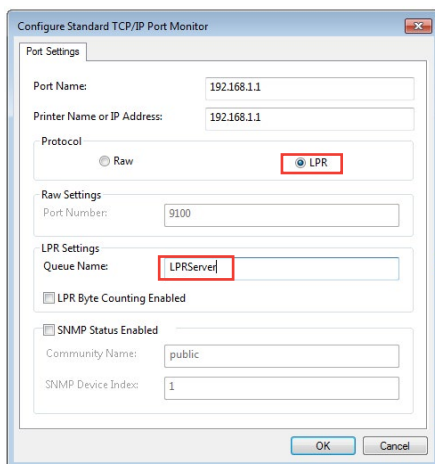 Configure Standard TCP/IP Port Monitor
Port Settings
Port Name: 192.168.1.1
Printer Name or IP Address: 192.168.1.1
Protocol
Raw LPR
Raw Settings
Port Number: 9100
LPR Settings
Queue Name: LPRServer
LPR Byte Counting Enabled
SNMP Status Enabled
Community Name: public
SNMP Device Index: 1
OK Cancel